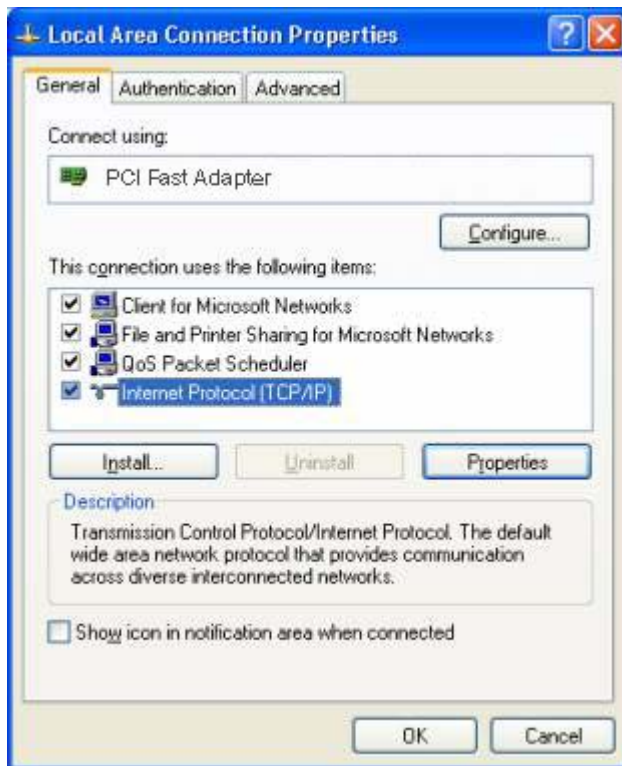 Local Area Connection Properties
General Authentication Advanced
Connect using:
PCI Fast Adapter
Configure...
This connection uses the following items:
Client for Microsoft Networks
File and Printer Sharing for Microsoft Networks
QoS Packet Scheduler
Internet Protocol (TCP/IP)
Install... Uninstall Properties
Description
Transmission Control Protocol/Internet Protocol. The default
wide area network protocol that provides communication
across diverse interconnected networks.
Show icon in notification area when connected
OK Cancel